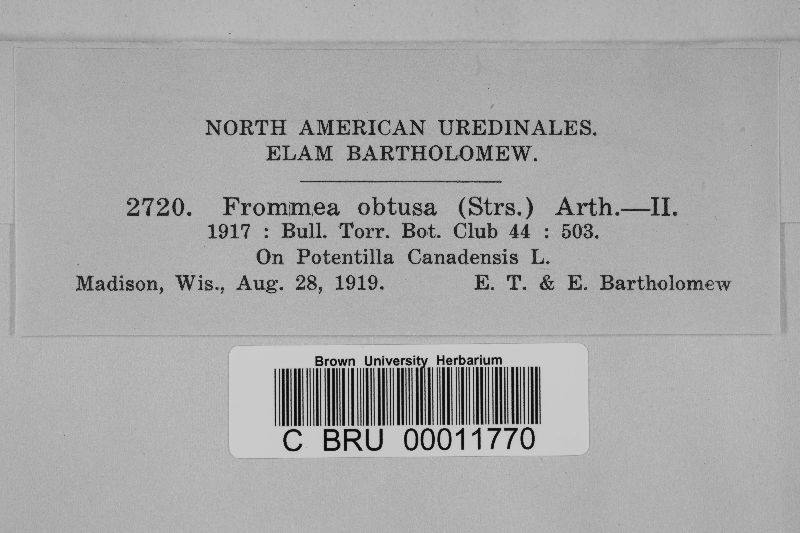 NORTH AMERICAN UREDINALES.
ELAM BARTHOLOMEW.
2720. Frommea obtusa (Strs.) Arth.—II.
1917 : Bull. Torr. Bot. Club 44 : 503.
On Potentilla Canadensis L.
Madison, Wis., Aug. 28, 1919. E. T. & E. Bartholomew
Brown University Herbarium
C BRU 00011770